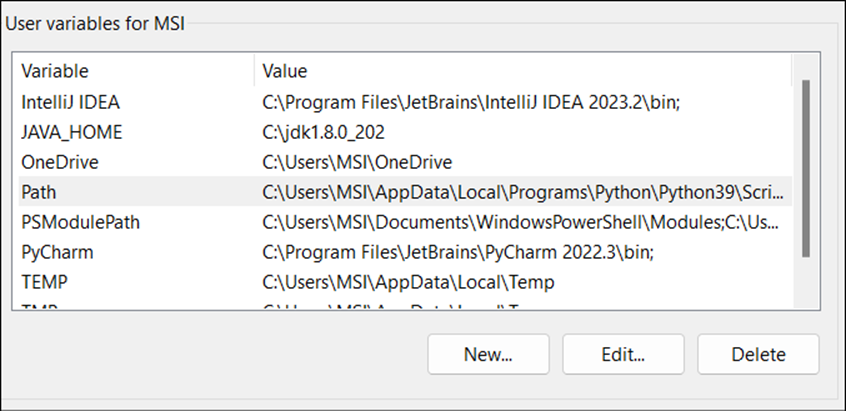 User variables for MSI
Variable Value
IntelliJ IDEA C:\Program Files\JetBrains\IntelliJ IDEA 2023.2\bin;
JAVA_HOME C:\jdk1.8.0_202
OneDrive C:\Users\MSI\OneDrive
Path C:\Users\MSI\AppData\Local\Programs\Python\Python39\Scri...
PSModulePath C:\Users\MSI\Documents\WindowsPowerShell\Modules;C:\Us...
PyCharm C:\Program Files\JetBrains\PyCharm 2022.3\bin;
TEMP C:\Users\MSI\AppData\Local\Temp
New... Edit... Delete